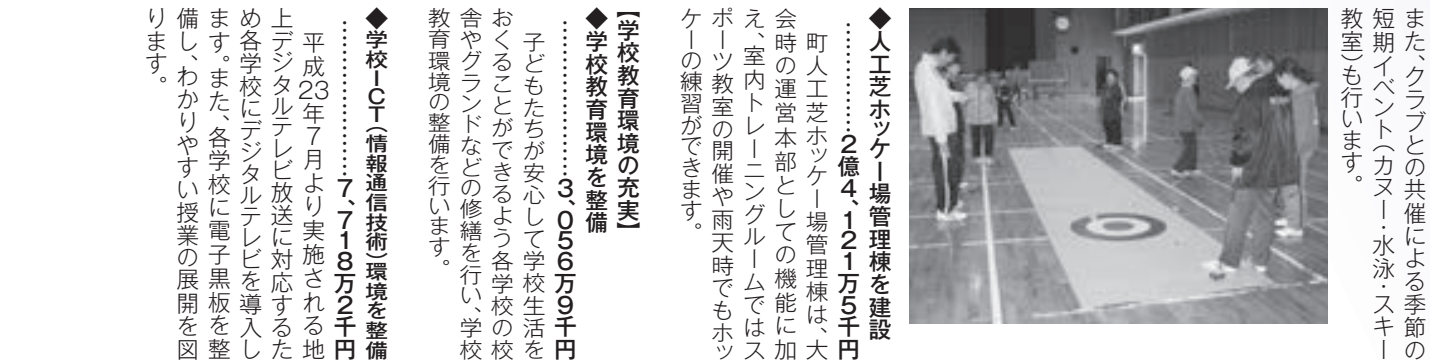 また、クラブとの共催による季節の
短期イベント（カヌー・水泳・スキー
教室）も行います。
◆人工芝ホッケー場管理棟を建設
……………2億4、121万5千円
　町人工芝ホッケー場管理棟は、大
会時の運営本部としての機能に加
え、室内トレーニングルームではス
ポーツ教室の開催や雨天時でもホッ
ケーの練習ができます。
【学校教育環境の充実】
◆学校教育環境を整備
…………………3、056万9千円
　子どもたちが安心して学校生活を
おくることができるよう各学校の校
舎やグランドなどの修繕を行い、学校
教育環境の整備を行います。
◆学校ICT（情報通信技術）環境を整備
…………………7、718万2千円
　平成23年7月より実施される地
上デジタルテレビ放送に対応するた
め各学校にデジタルテレビを導入し
ます。また、各学校に電子黒板を整
備し、わかりやすい授業の展開を図
ります。